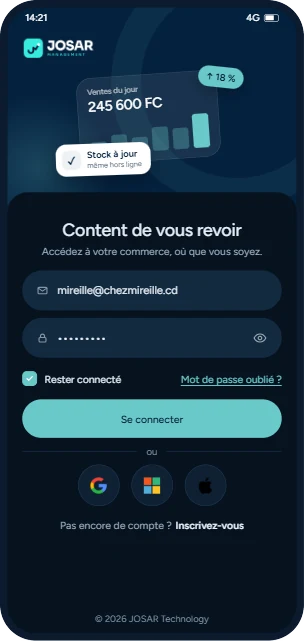 14:21
4G
JOSAR
MANAGEMENT
↑ 18 %
Ventes du jour
245 600 FC
✓ Stock à jour
même hors ligne
Content de vous revoir
Accédez à votre commerce, où que vous soyez.
mireille@chezmireille.cd
•••••••••
Rester connecté
Mot de passe oublié ?
Se connecter
ou
Pas encore de compte ? Inscrivez-vous
© 2026 JOSAR Technology